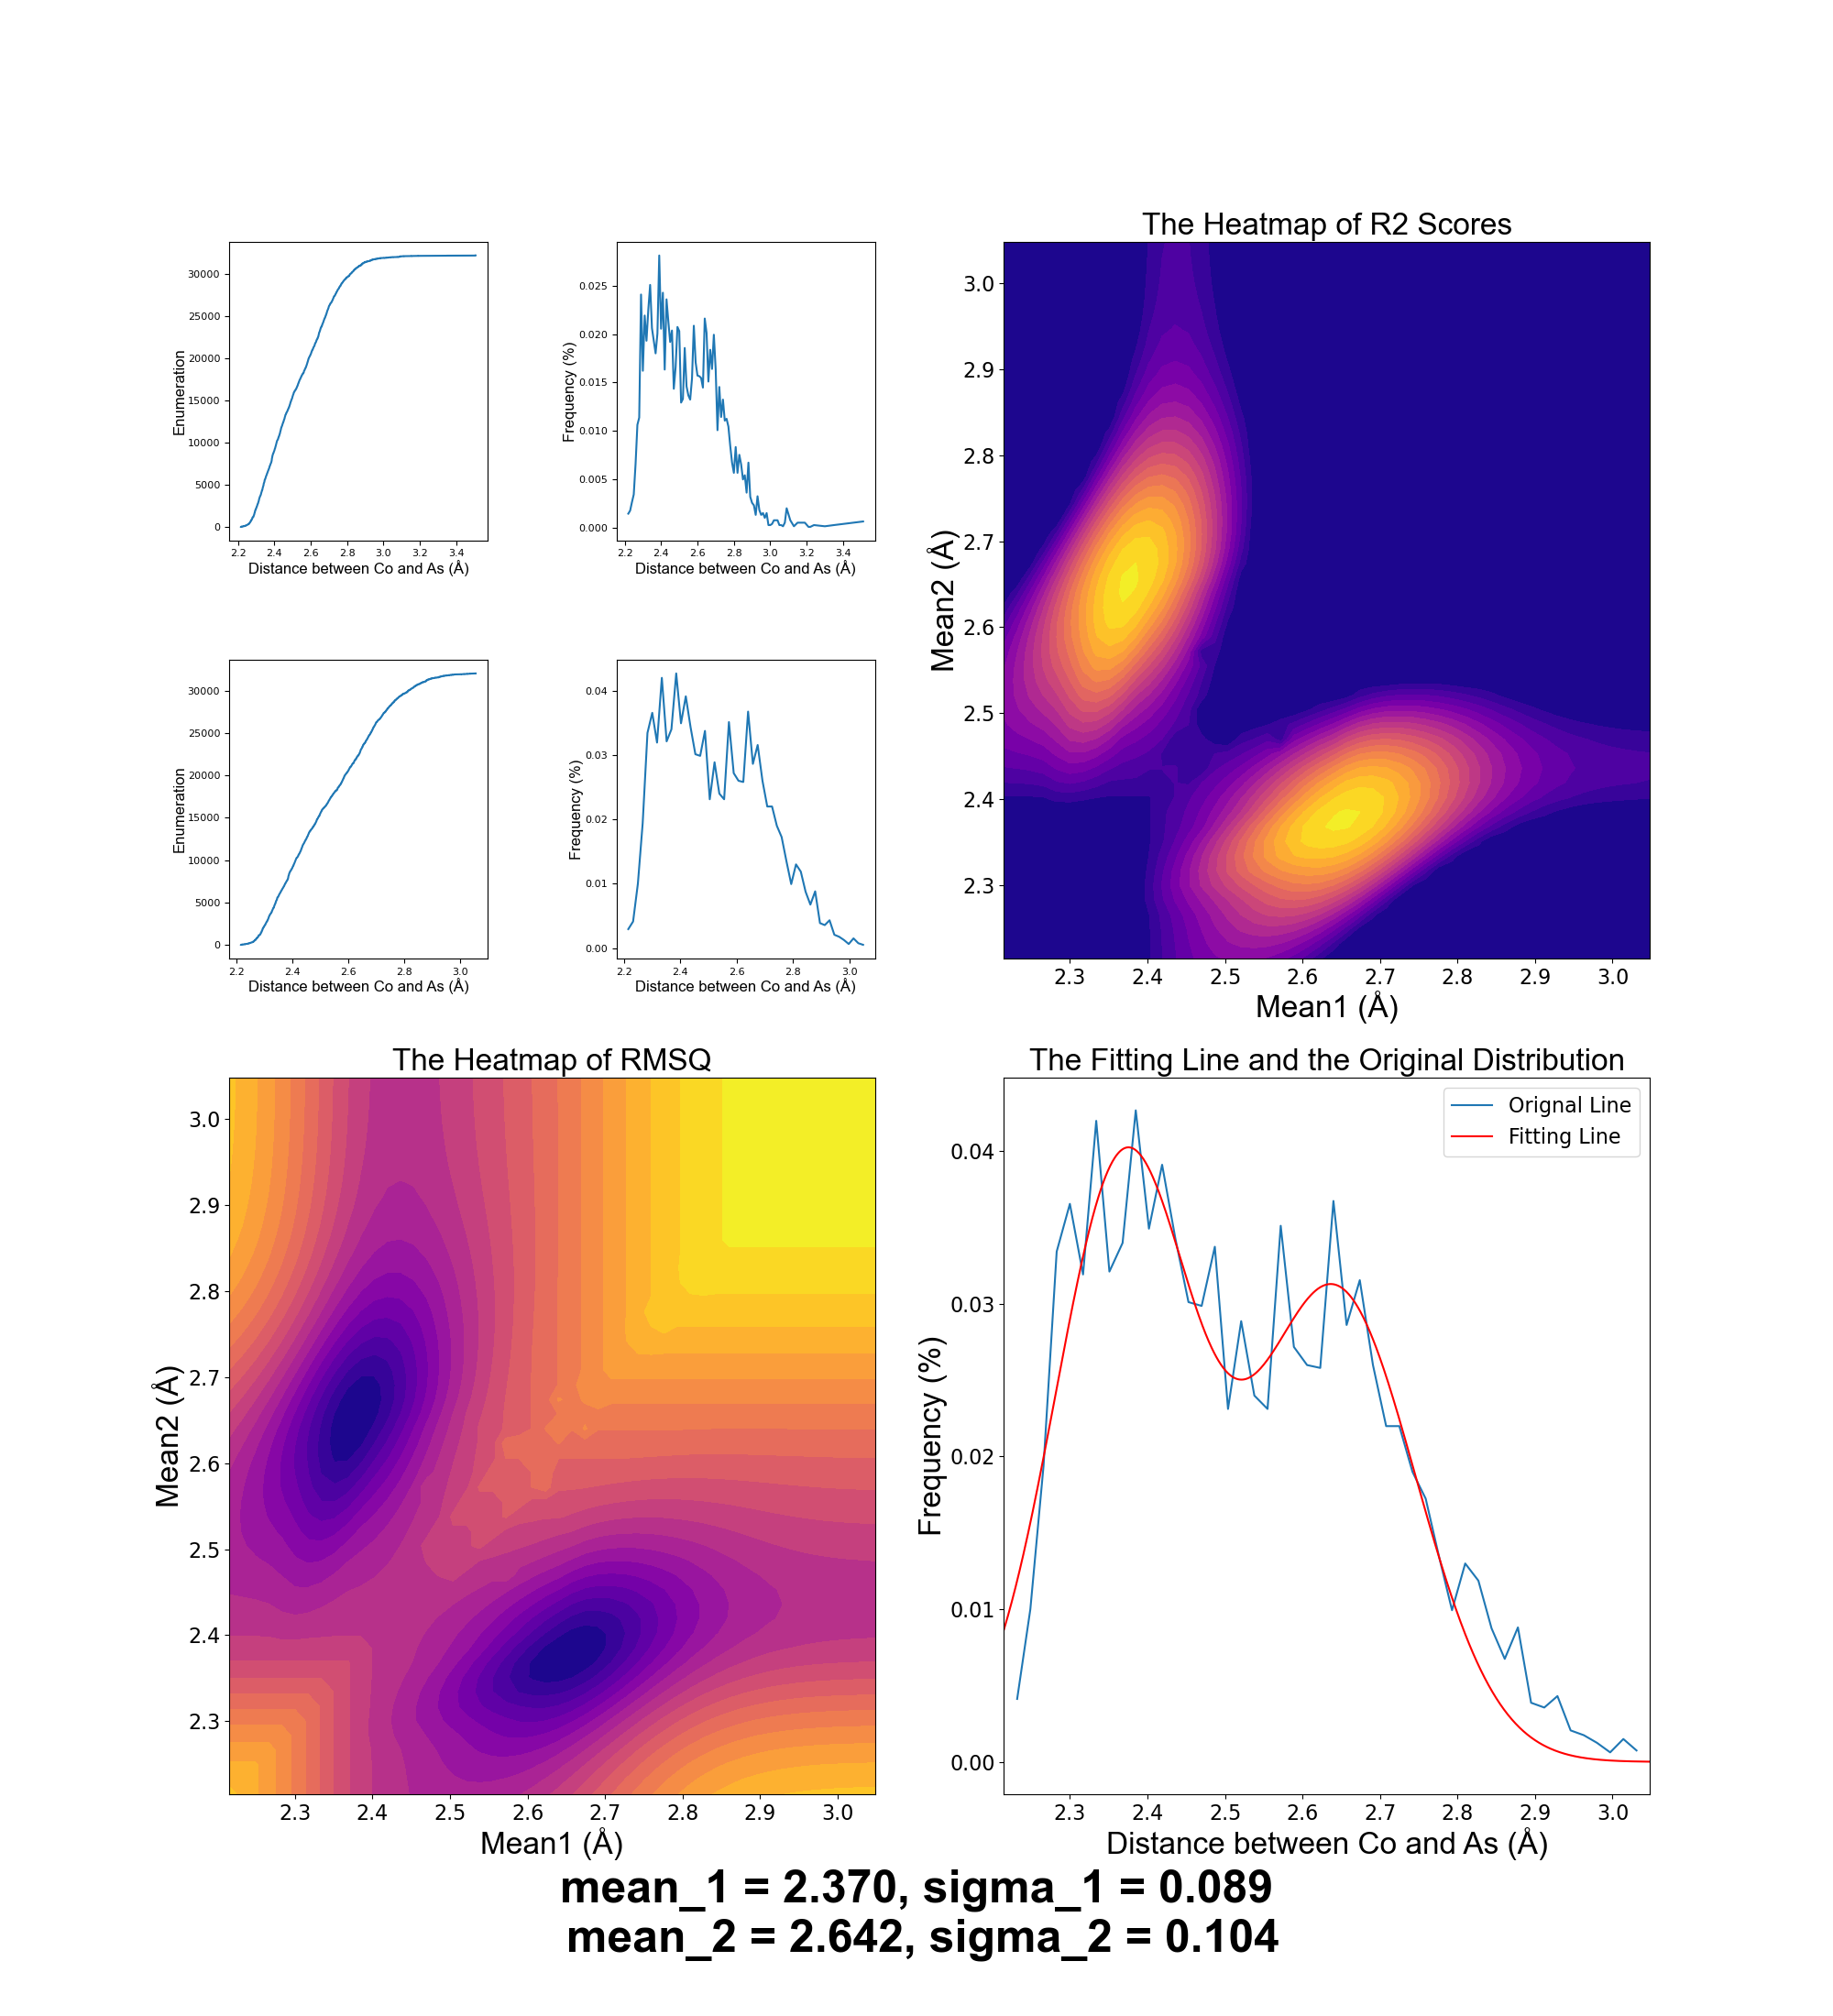 30000
25000
20000
15000
10000
5000
0
Enumeration
2.2 2.4 2.6 2.8 3.0 3.2 3.4
Distance between Co and As (Å)
0.025
0.020
0.015
0.010
0.005
0.000
Frequency (%)
2.2 2.4 2.6 2.8 3.0 3.2 3.4
Distance between Co and As (Å)
The Heatmap of R2 Scores
3.0
2.9
2.8
2.7
2.6
2.5
2.4
2.3
Mean2 (Å)
2.3 2.4 2.5 2.6 2.7 2.8 2.9 3.0
Mean1 (Å)
30000
25000
20000
15000
10000
5000
0
Enumeration
2.2 2.4 2.6 2.8 3.0
Distance between Co and As (Å)
0.04
0.03
0.02
0.01
0.00
Frequency (%)
2.2 2.4 2.6 2.8 3.0
Distance between Co and As (Å)
The Heatmap of RMSQ
3.0
2.9
2.8
2.7
2.6
2.5
2.4
2.3
Mean2 (Å)
2.3 2.4 2.5 2.6 2.7 2.8 2.9 3.0
Mean1 (Å)
The Fitting Line and the Original Distribution
Orignal Line
Fitting Line
0.04
0.03
0.02
0.01
0.00
Frequency (%)
2.3 2.4 2.5 2.6 2.7 2.8 2.9 3.0
Distance between Co and As (Å)
mean_1 = 2.370, sigma_1 = 0.089
mean_2 = 2.642, sigma_2 = 0.104